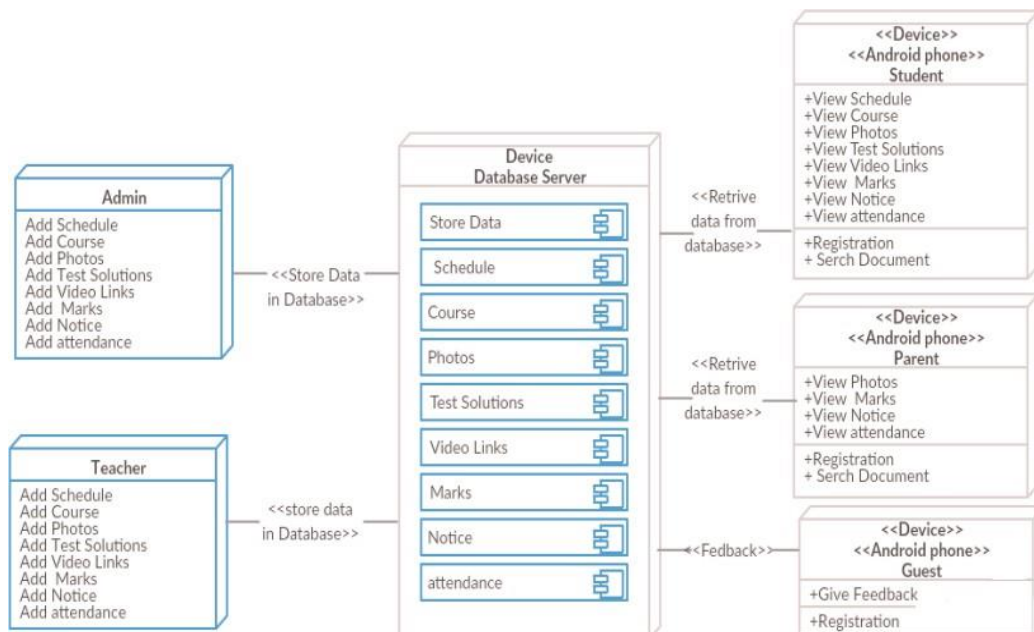 Admin
Add Schedule
Add Course
Add Photos
Add Test Solutions
Add Video Links
Add  Marks
Add Notice
Add attendance
Teacher
Add Schedule
Add Course
Add Photos
Add Test Solutions
Add Video Links
Add  Marks
Add Notice
Add attendance
<<Store Data
in Database>>
<<store data
in Database>>
Device
Database Server
Store Data
Schedule
Course
Photos
Test Solutions
Video Links
Marks
Notice
attendance
<<Retrive
data from
database>>
<<Retrive
data from
database>>
<<Fedback>>
<<Device>>
<<Android phone>>
Student
+View Schedule
+View Course
+View Photos
+View Test Solutions
+View Video Links
+View  Marks
+View Notice
+View attendance
+Registration
+ Serch Document
<<Device>>
<<Android phone>>
Parent
+View Photos
+View  Marks
+View Notice
+View attendance
+Registration
+ Serch Document
<<Device>>
<<Android phone>>
Guest
+Give Feedback
+Registration